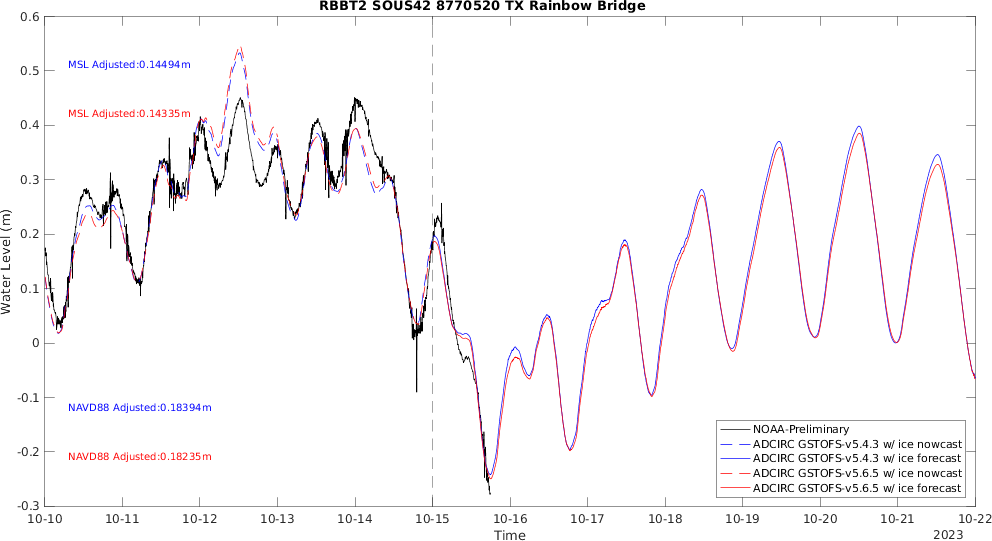 RBBT2 SOUS42 8770520 TX Rainbow Bridge
0.6
0.5
0.4
0.3
0.2
0.1
0
-0.1
-0.2
-0.3
Water Level (m)
MSL Adjusted:0.14494m
MSL Adjusted:0.14335m
NAVD88 Adjusted:0.18394m
NAVD88 Adjusted:0.18235m
NOAA-Preliminary
ADCIRC GSTOFS-v5.4.3 w/ ice nowcast
ADCIRC GSTOFS-v5.4.3 w/ ice forecast
ADCIRC GSTOFS-v5.6.5 w/ ice nowcast
ADCIRC GSTOFS-v5.6.5 w/ ice forecast
10-10 10-11 10-12 10-13 10-14 10-15 10-16 10-17 10-18 10-19 10-20 10-21 10-22
Time
2023